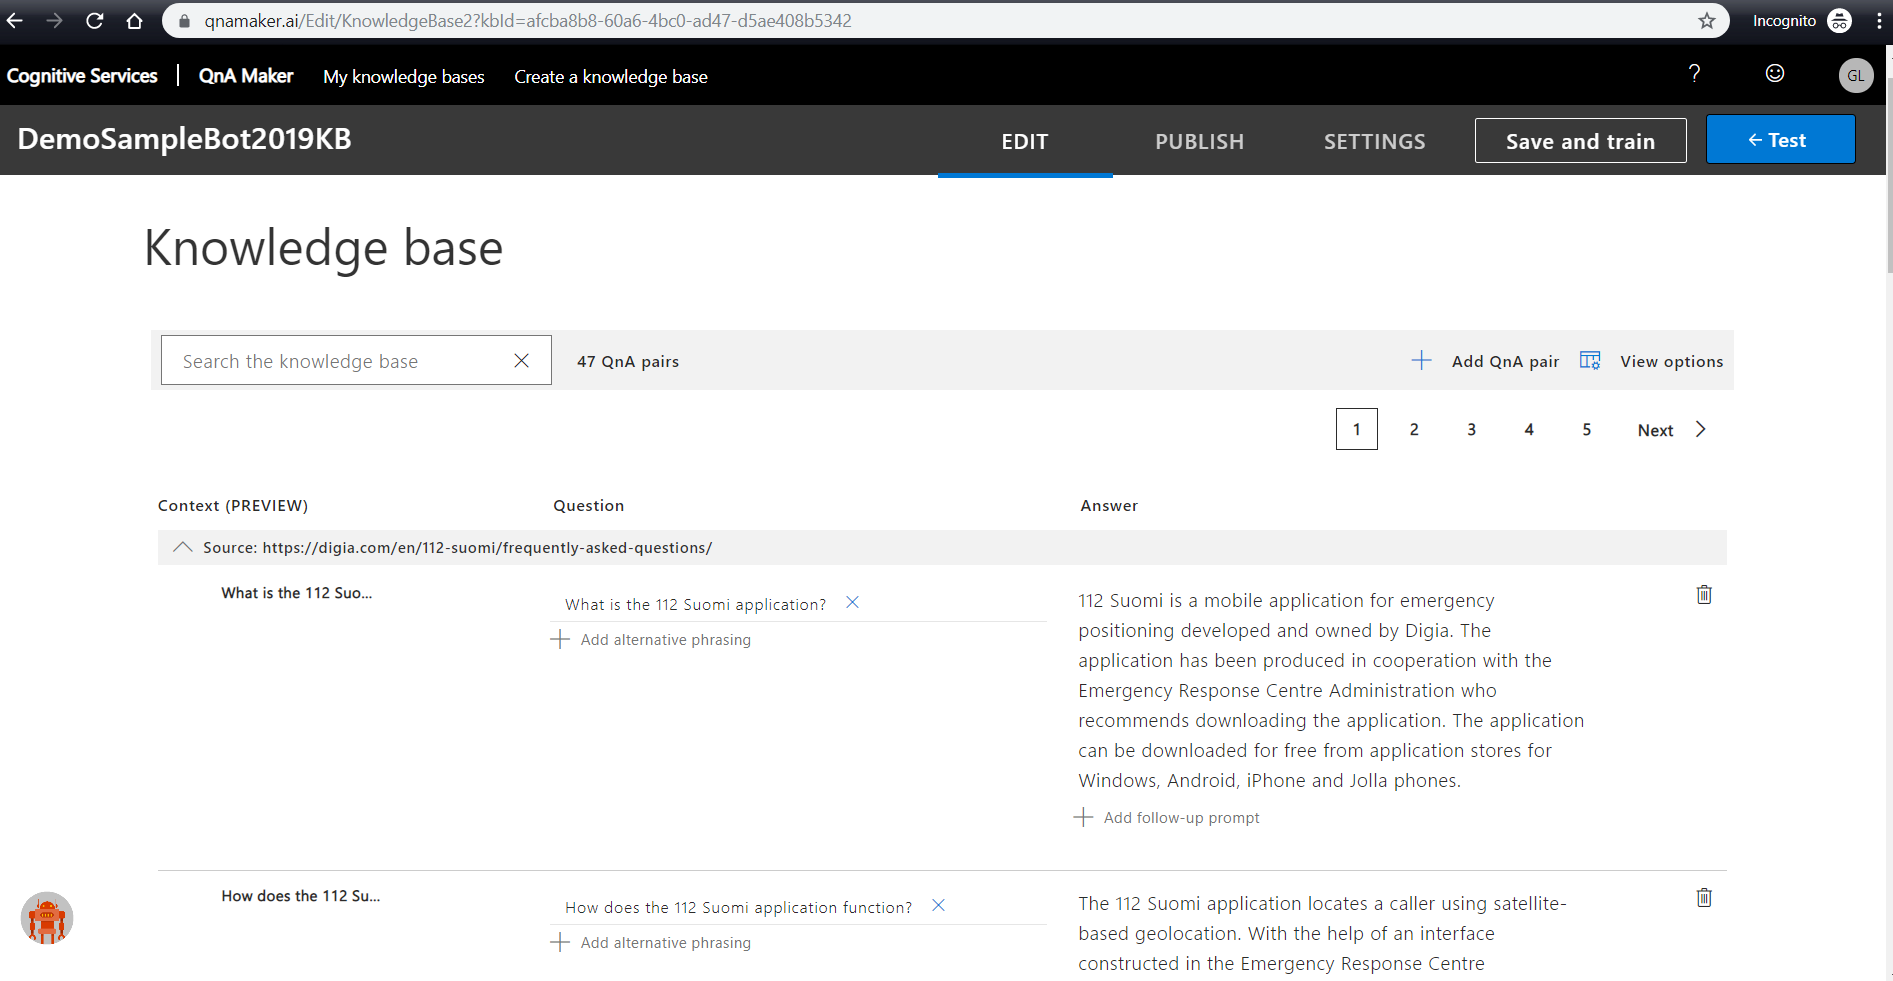 qnamaker.ai/Edit/KnowledgeBase2?kbId=afcba8b8-60a6-4bc0-ad47-d5ae408b5342
Incognito
Cognitive Services | QnA Maker My knowledge bases Create a knowledge base ? GL
DemoSampleBot2019KB EDIT PUBLISH SETTINGS Save and train ← Test
Knowledge base
Search the knowledge base 47 QnA pairs Add QnA pair View options
1 2 3 4 5 Next
Context (PREVIEW) Question Answer
Source: https://digia.com/en/112-suomi/frequently-asked-questions/
What is the 112 Suo...
What is the 112 Suomi application?
Add alternative phrasing
112 Suomi is a mobile application for emergency
positioning developed and owned by Digia. The
application has been produced in cooperation with the
Emergency Response Centre Administration who
recommends downloading the application. The application
can be downloaded for free from application stores for
Windows, Android, iPhone and Jolla phones.
Add follow-up prompt
How does the 112 Su...
How does the 112 Suomi application function?
Add alternative phrasing
The 112 Suomi application locates a caller using satellite-
based geolocation. With the help of an interface
constructed in the Emergency Response Centre